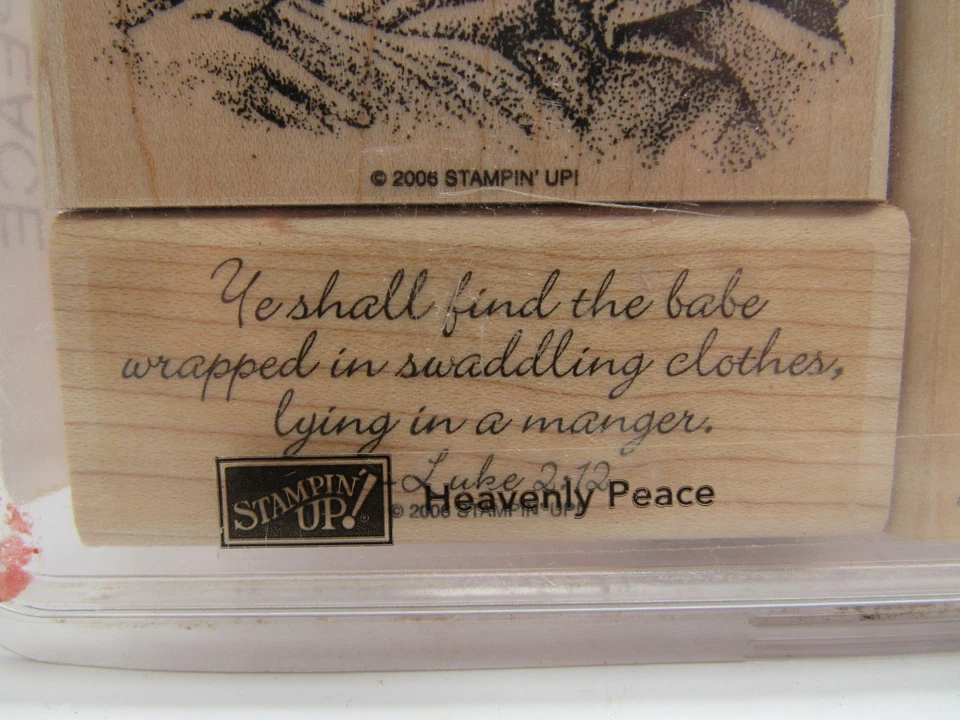 PEACE
© 2006 STAMPIN' UP!
Ye shall find the babe
wrapped in swaddling clothes,
lying in a manger.
-Luke 2:12
STAMPIN' UP!®
Heavenly Peace
© 2006 STAMPIN' UP!